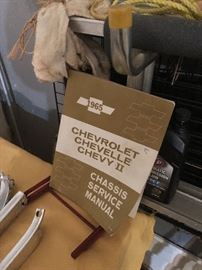 1965
CHEVROLET
CHEVELLE
CHEVY II
CHASSIS
SERVICE
MANUAL